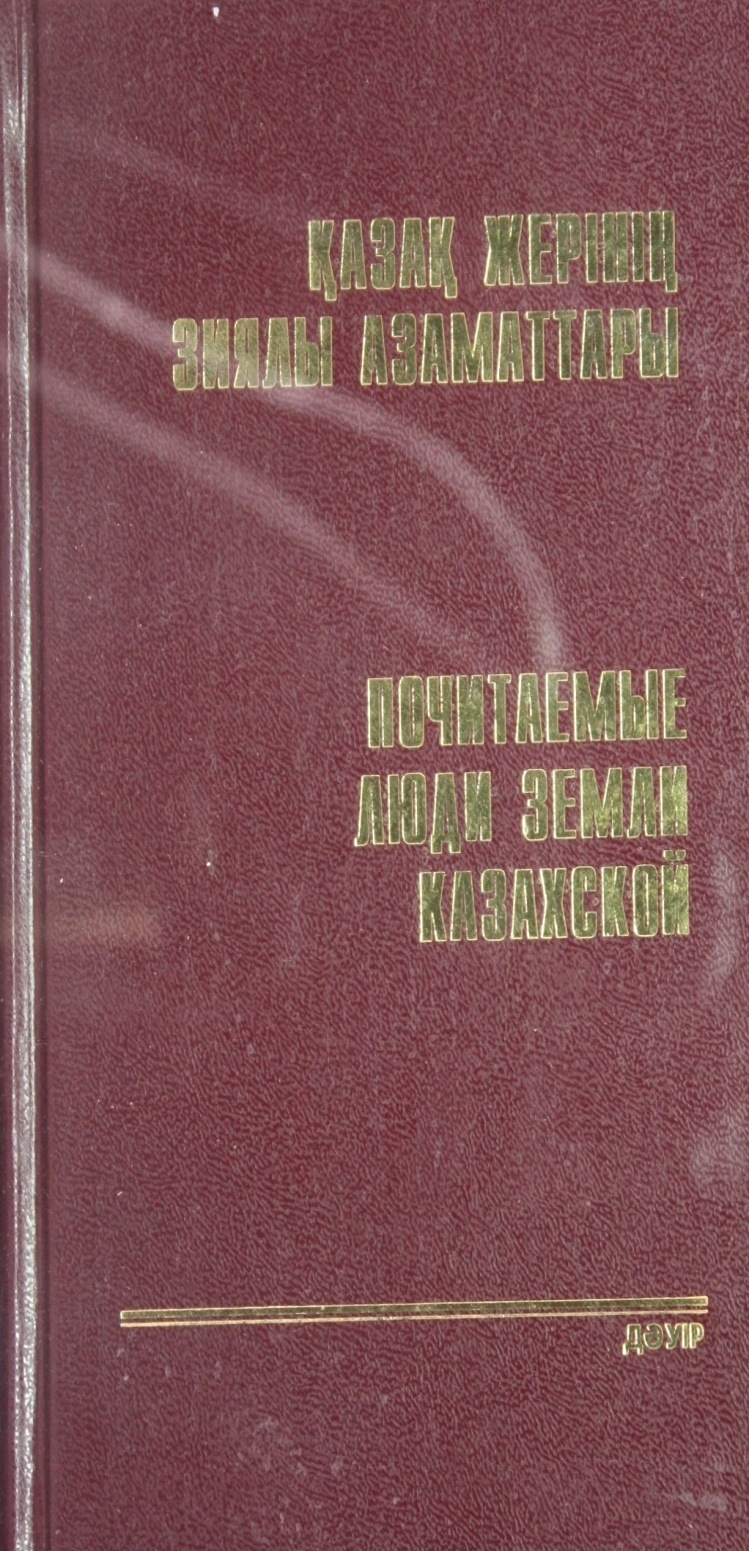 ҚАЗАҚ ЖЕРІНІҢ
ЗИЯЛЫ АЗАМАТТАРЫ
ПОЧИТАЕМЫЕ
ЛЮДИ ЗЕМЛИ
КАЗАХСКОЙ
ДӘУІР